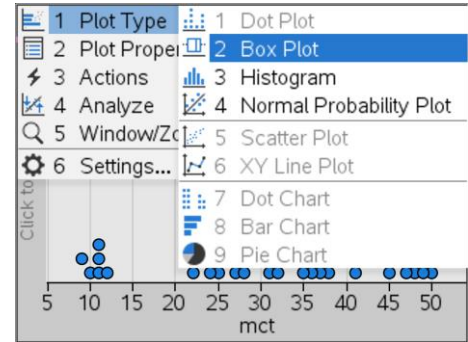 1 Plot Type
2 Plot Proper
3 Actions
4 Analyze
5 Window/Zo
6 Settings...
1 Dot Plot
2 Box Plot
3 Histogram
4 Normal Probability Plot
5 Scatter Plot
6 XY Line Plot
7 Dot Chart
8 Bar Chart
9 Pie Chart
Click to
5 10 15 20 25 30 35 40 45 50
mct